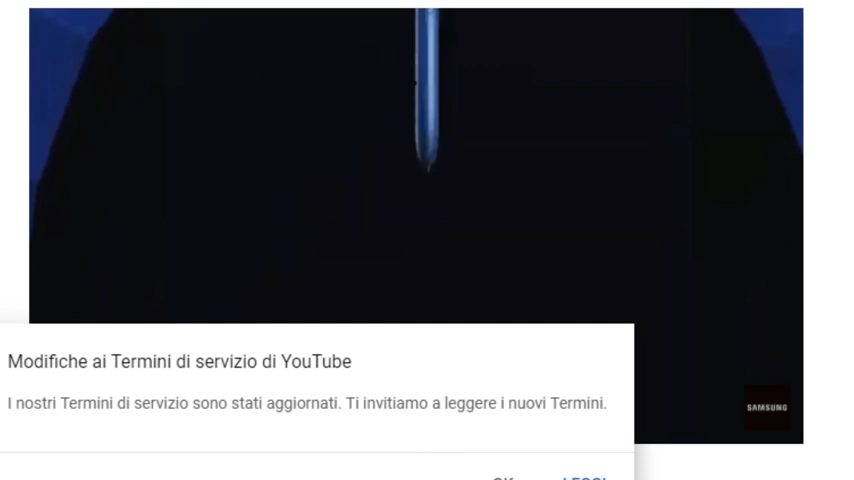 Modifiche ai Termini di servizio di YouTube
I nostri Termini di servizio sono stati aggiornati. Ti invitiamo a leggere i nuovi Termini.
SAMSUNG